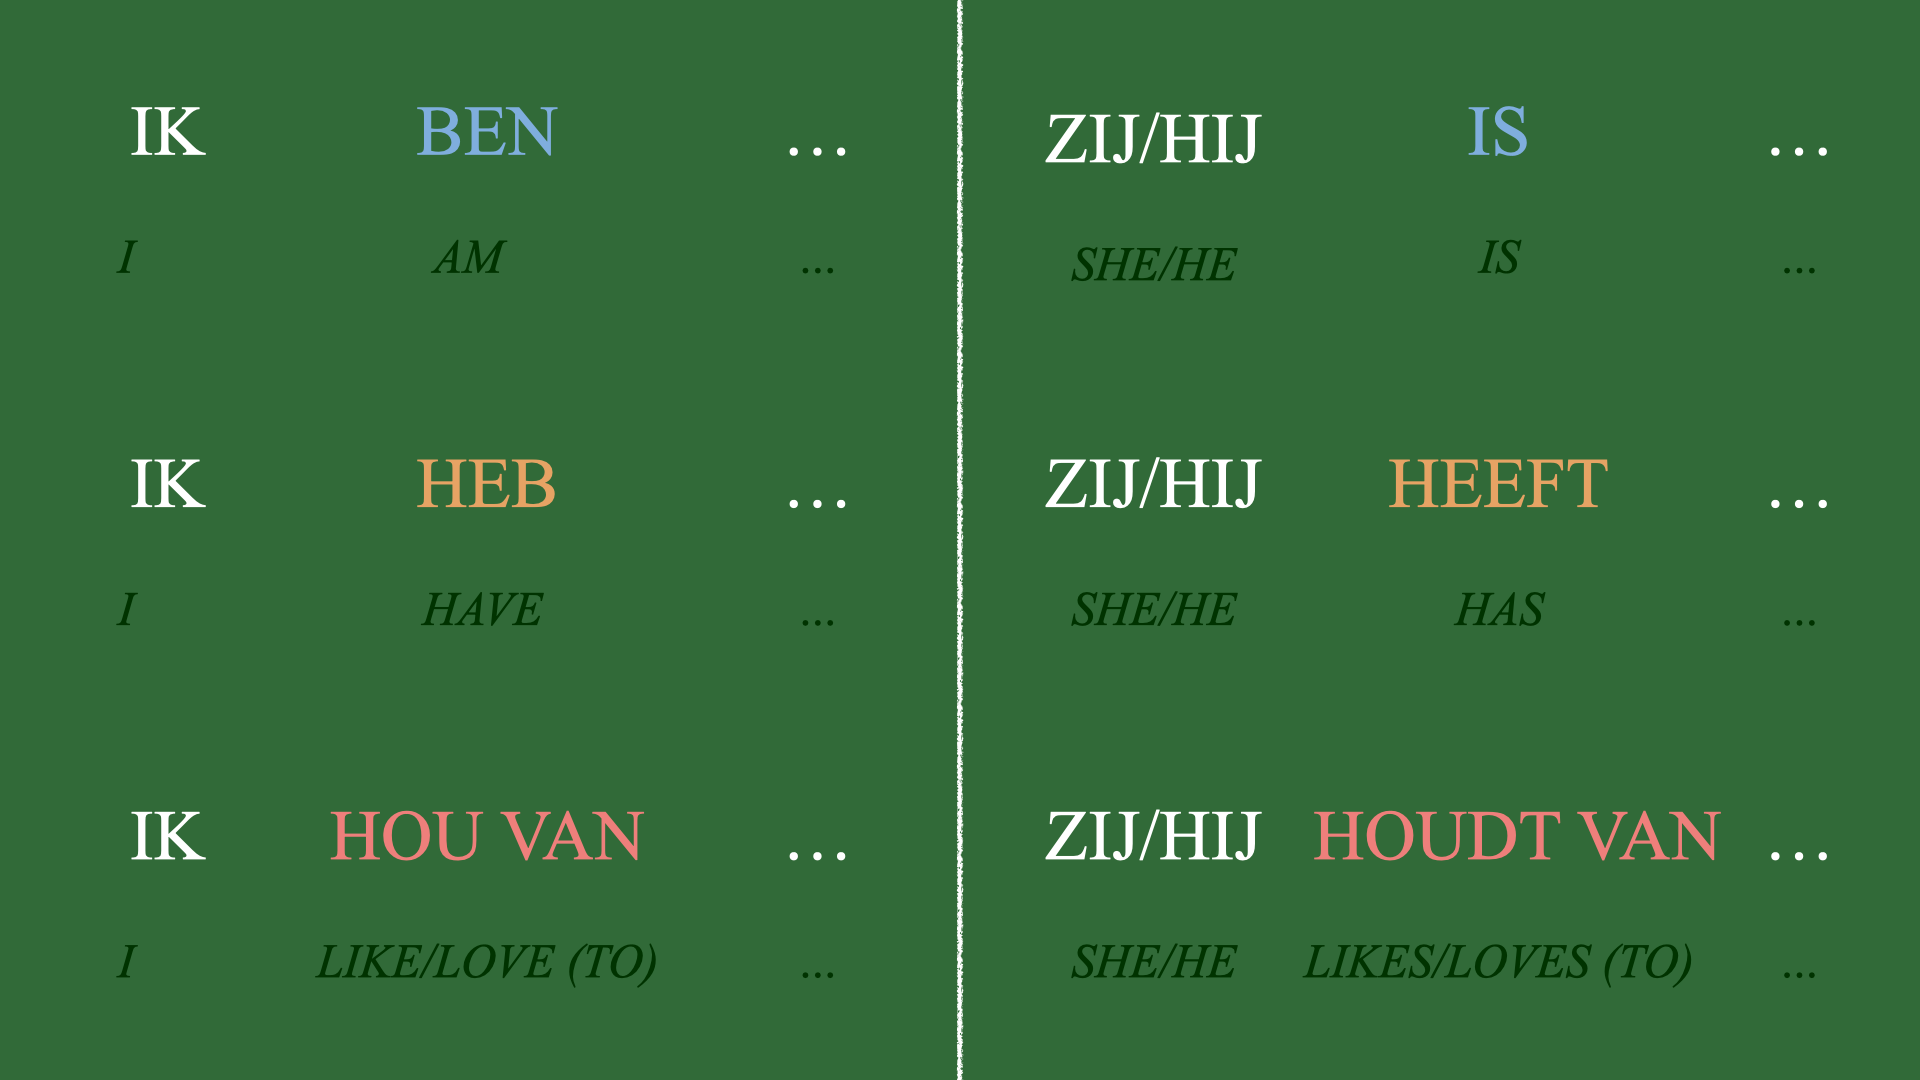 IK BEN ...
I AM ...
IK HEB ...
I HAVE ...
IK HOU VAN ...
I LIKE/LOVE (TO) ...
ZIJ/HIJ IS ...
SHE/HE IS ...
ZIJ/HIJ HEEFT ...
SHE/HE HAS ...
ZIJ/HIJ HOUDT VAN ...
SHE/HE LIKES/LOVES (TO) ...